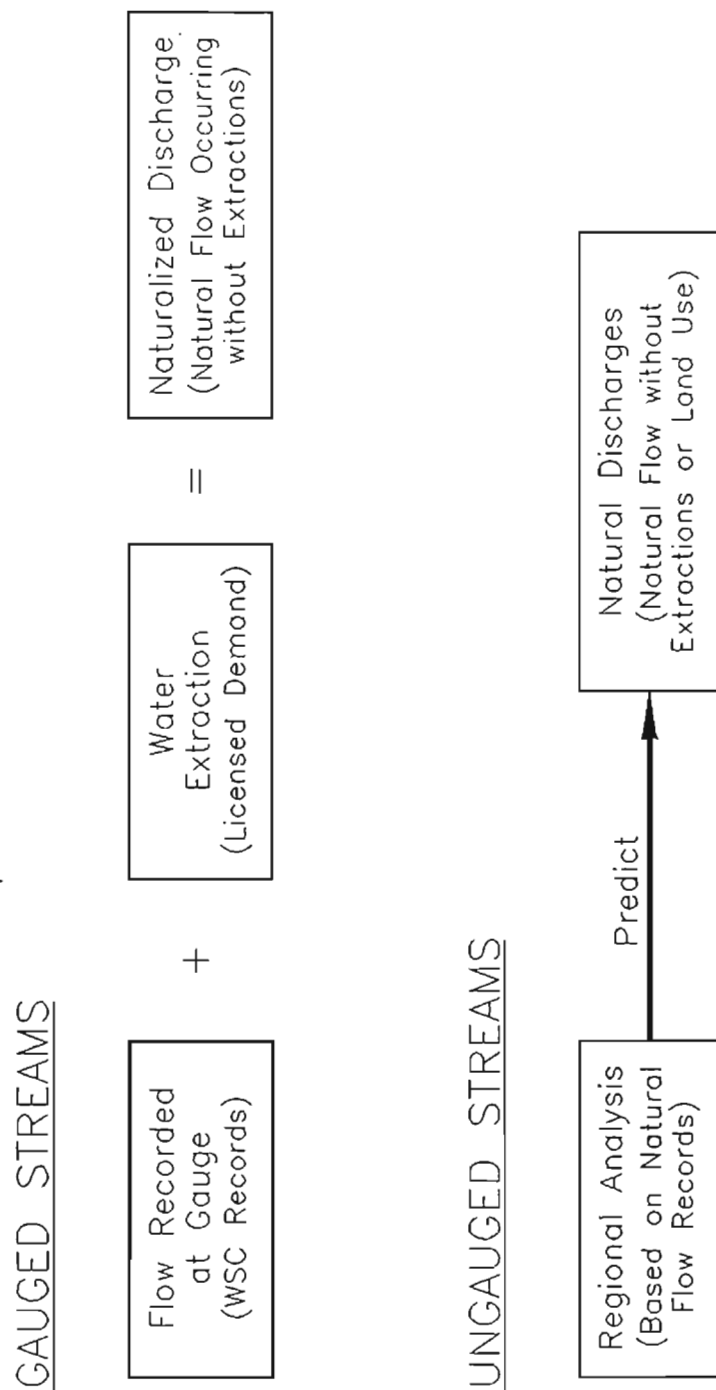 GAUGED STREAMS
Flow Recorded
at Gauge
(WSC Records)
+
Water
Extraction
(Licensed Demand)
=
Naturalized Discharge
(Natural Flow Occurring
without Extractions)
UNGAUGED STREAMS
Regional Analysis
(Based on Natural
Flow Records)
Predict
Natural Discharges
(Natural Flow without
Extractions or Land Use)